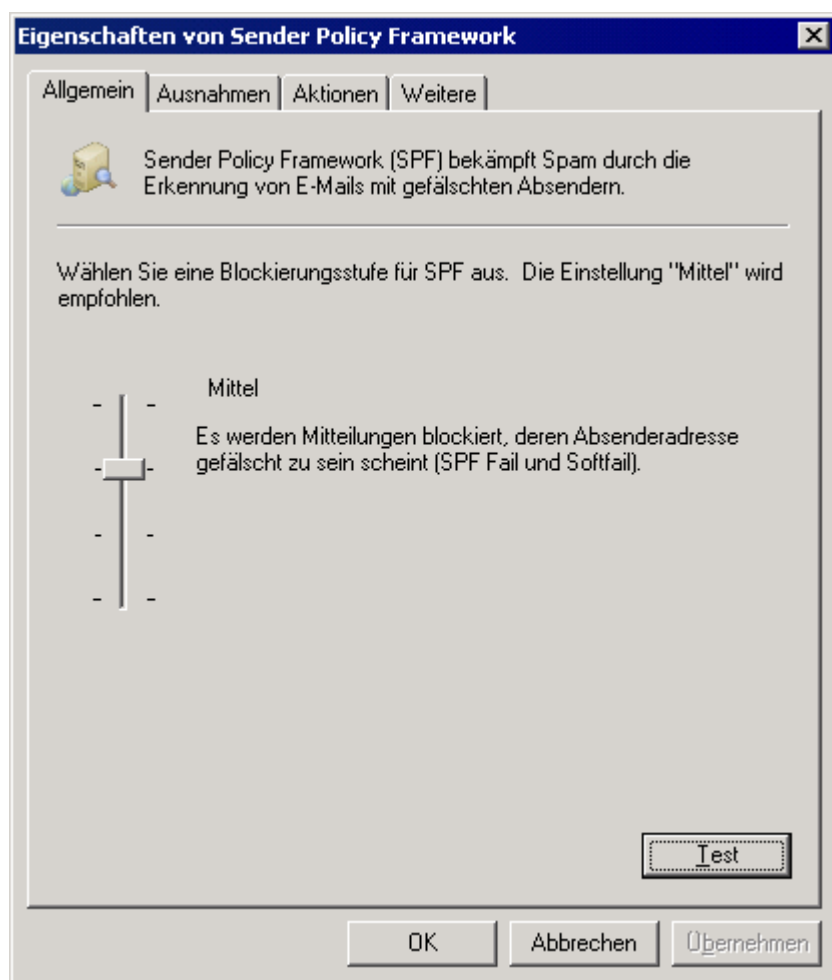 Eigenschaften von Sender Policy Framework
Allgemein Ausnahmen Aktionen Weitere
Sender Policy Framework (SPF) bekämpft Spam durch die
Erkennung von E-Mails mit gefälschten Absendern.
Wählen Sie eine Blockierungsstufe für SPF aus. Die Einstellung "Mittel" wird
empfohlen.
Mittel
Es werden Mitteilungen blockiert, deren Absenderadresse
gefälscht zu sein scheint (SPF Fail und Softfail).
Test
OK Abbrechen Übernehmen